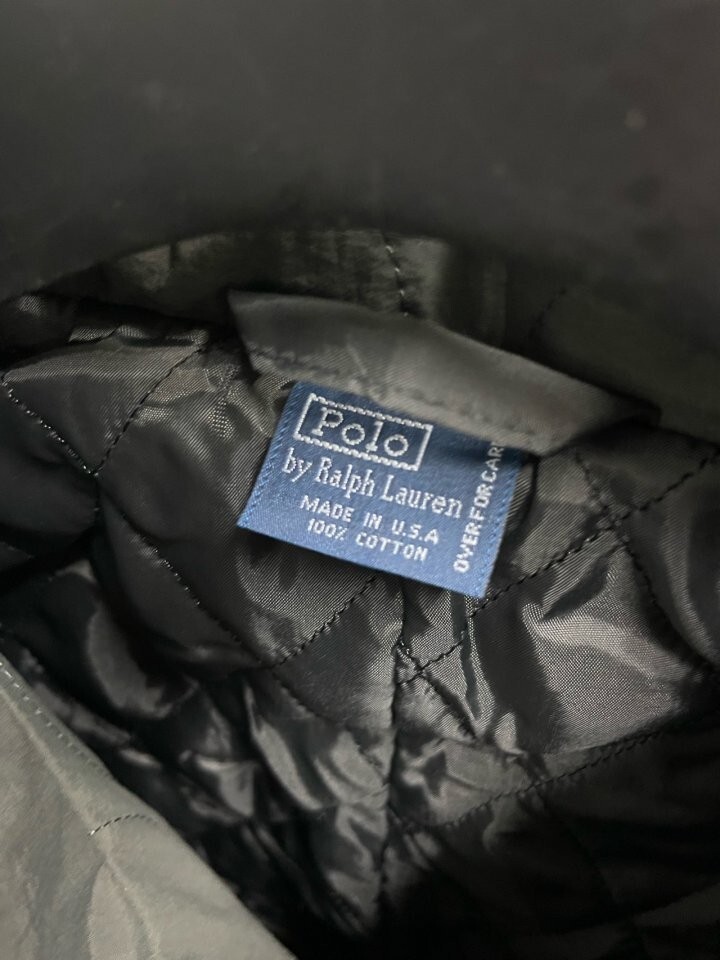 Polo
by Ralph Lauren
MADE IN U.S.A
100% COTTON
OVER FOR CARE